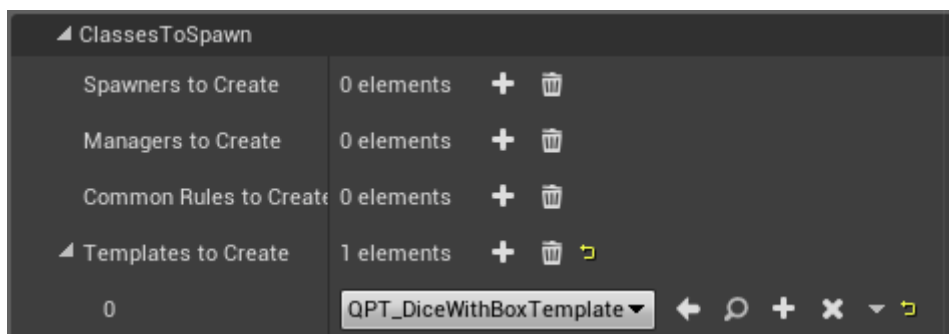 ClassesToSpawn
Spawners to Create 0 elements
Managers to Create 0 elements
Common Rules to Create 0 elements
Templates to Create 1 elements
0 QPT_DiceWithBoxTemplate